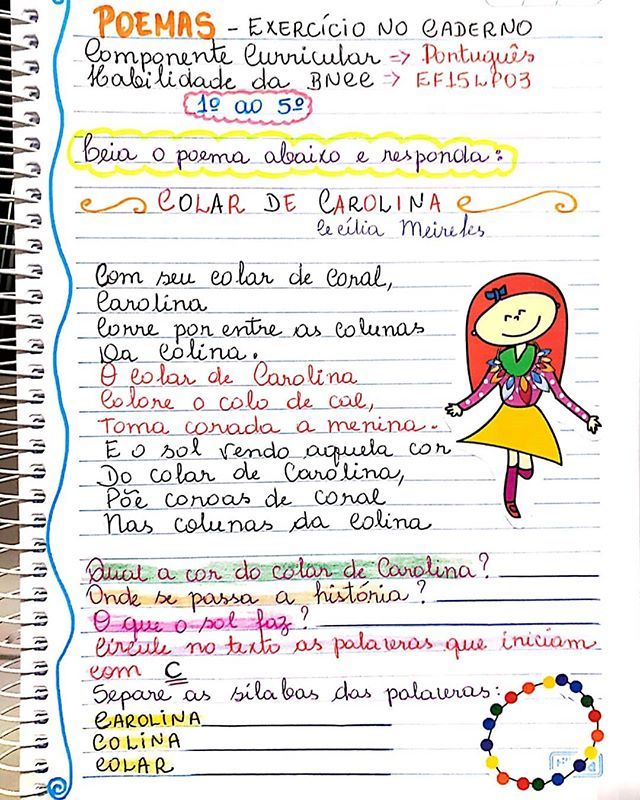 POEMAS - EXERCÍCIO NO CADERNO
Componente Curricular => Português
Habilidade da BNCC => EF15LP03
1º ao 5º
Leia o poema abaixo e responda:
COLAR DE CAROLINA
Cecília Meireles
Com seu colar de coral,
Carolina
Corre por entre as colunas
Da colina.
O colar de Carolina
Colore o colo de cal,
Torna corada a menina.
E o sol vendo aquela cor
Do colar de Carolina,
Põe coroas de coral
Nas colunas da colina
Qual a cor do colar de Carolina?
Onde se passa a história?
O que o sol faz?
Circule no texto as palavras que iniciam
com C
Separe as sílabas das palavras:
CAROLINA
COLINA
COLAR